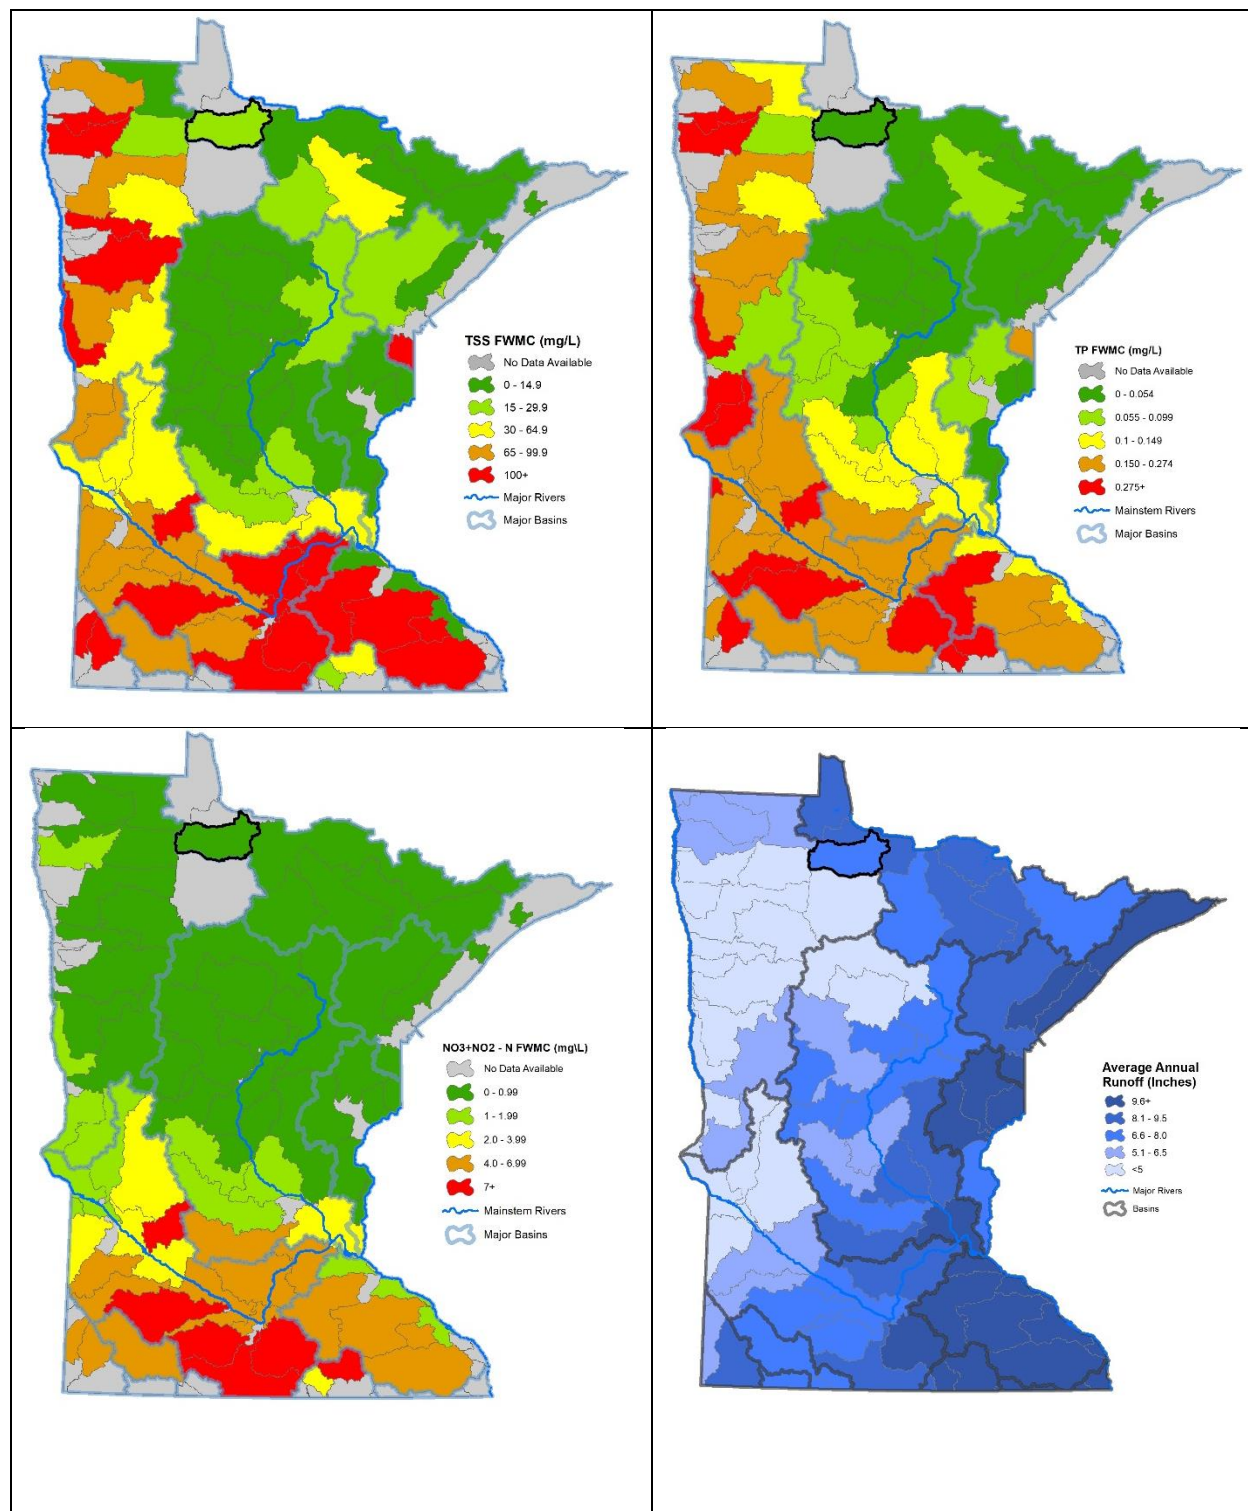 TSS FWMC (mg/L)
No Data Available
0 - 14.9
15 - 29.9
30 - 64.9
65 - 99.9
100+
Major Rivers
Major Basins
TP FWMC (mg/L)
No Data Available
0 - 0.054
0.055 - 0.099
0.1 - 0.149
0.150 - 0.274
0.275+
Mainstem Rivers
Major Basins
NO3+NO2 - N FWMC (mg\L)
No Data Available
0 - 0.99
1 - 1.99
2.0 - 3.99
4.0 - 6.99
7+
Mainstem Rivers
Major Basins
Average Annual
Runoff (Inches)
9.6+
8.1 - 9.5
6.6 - 8.0
5.1 - 6.5
<5
Major Rivers
Basins